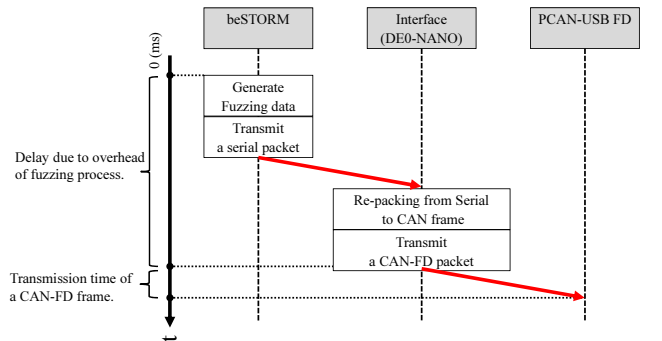 beSTORM
Interface
(DE0-NANO)
PCAN-USB FD
0 (ms)
Generate
Fuzzing data
Transmit
a serial packet
Delay due to overhead
of fuzzing process.
Re-packing from Serial
to CAN frame
Transmit
a CAN-FD packet
Transmission time of
a CAN-FD frame.
t